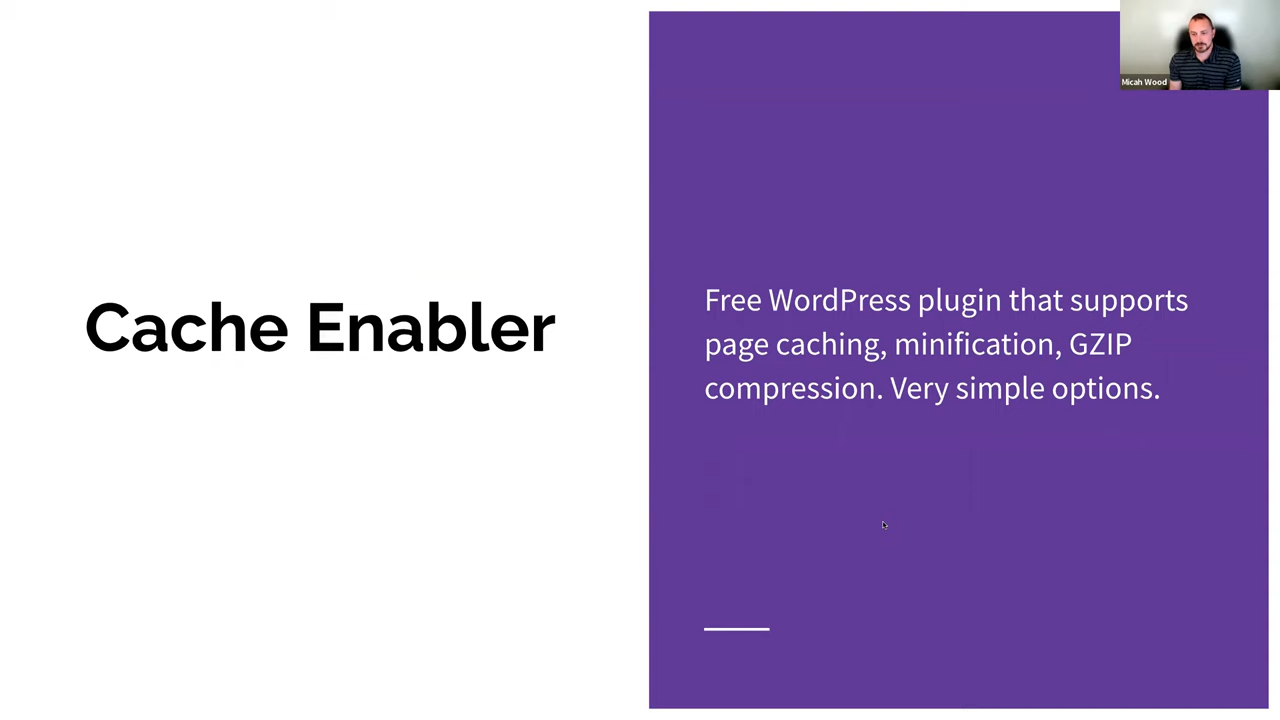 Micah Wood
Cache Enabler
Free WordPress plugin that supports
page caching, minification, GZIP
compression. Very simple options.